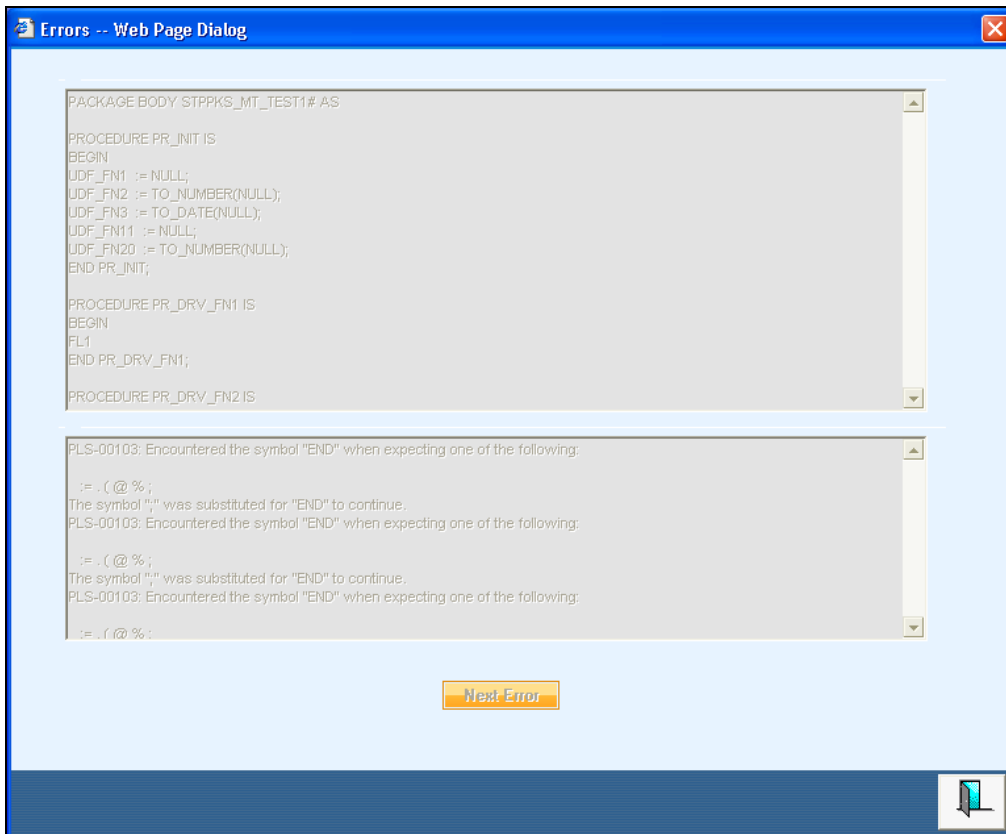 Errors -- Web Page Dialog
PACKAGE BODY STPPKS_MT_TEST1# AS
PROCEDURE PR_INIT IS
BEGIN
UDF_FN1 := NULL;
UDF_FN2 := TO_NUMBER(NULL);
UDF_FN3 := TO_DATE(NULL);
UDF_FN11 := NULL;
UDF_FN20 := TO_NUMBER(NULL);
END PR_INIT;
PROCEDURE PR_DRV_FN1 IS
BEGIN
FL1
END PR_DRV_FN1;
PROCEDURE PR_DRV_FN2 IS
PLS-00103: Encountered the symbol "END" when expecting one of the following:
:= . ( @ % ;
The symbol ";" was substituted for "END" to continue.
PLS-00103: Encountered the symbol "END" when expecting one of the following:
:= . ( @ % ;
The symbol ";" was substituted for "END" to continue.
PLS-00103: Encountered the symbol "END" when expecting one of the following:
:= . ( @ % ;
Next Error